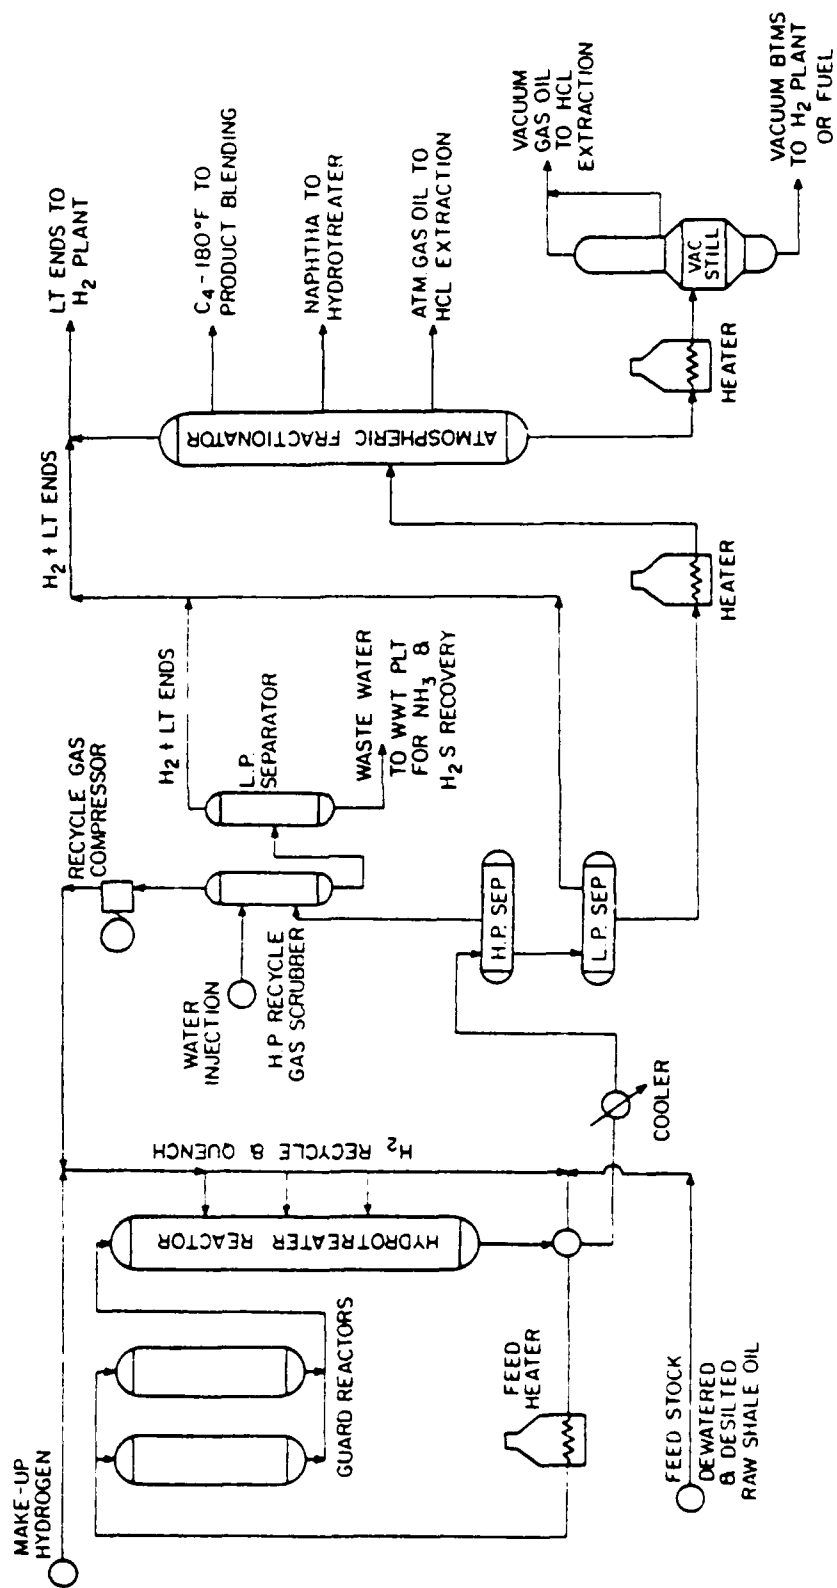 MAKE-UP
HYDROGEN
GUARD REACTORS
HYDROTREATER REACTOR
H2 RECYCLE & QUENCH
FEED
HEATER
FEED STOCK
DEWATERED
& DESILTED
RAW SHALE OIL
COOLER
WATER
INJECTION
H.P RECYCLE
GAS SCRUBBER
RECYCLE GAS
COMPRESSOR
H.P. SEP
L.P. SEP
L.P.
SEPARATOR
H2 + LT ENDS
WASTE WATER
TO WWT PLT
FOR NH3 &
H2S RECOVERY
H2 + LT ENDS
HEATER
ATMOSPHERIC FRACTIONATOR
LT ENDS TO
H2 PLANT
C4-180°F TO
PRODUCT BLENDING
NAPHTHA TO
HYDROTREATER
ATM. GAS OIL TO
HCL EXTRACTION
HEATER
VAC
STILL
VACUUM
GAS OIL
TO HCL
EXTRACTION
VACUUM BTMS
TO H2 PLANT
OR FUEL